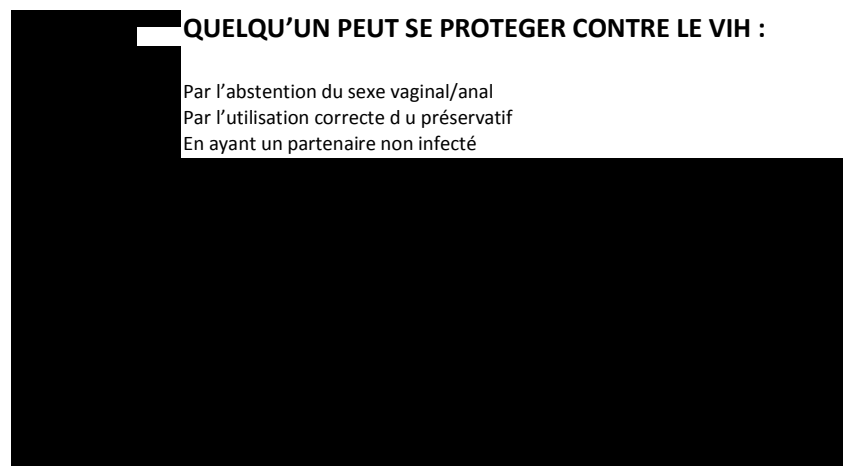 QUELQU’UN PEUT SE PROTEGER CONTRE LE VIH :
Par l’abstention du sexe vaginal/anal
Par l’utilisation correcte d u préservatif
En ayant un partenaire non infecté